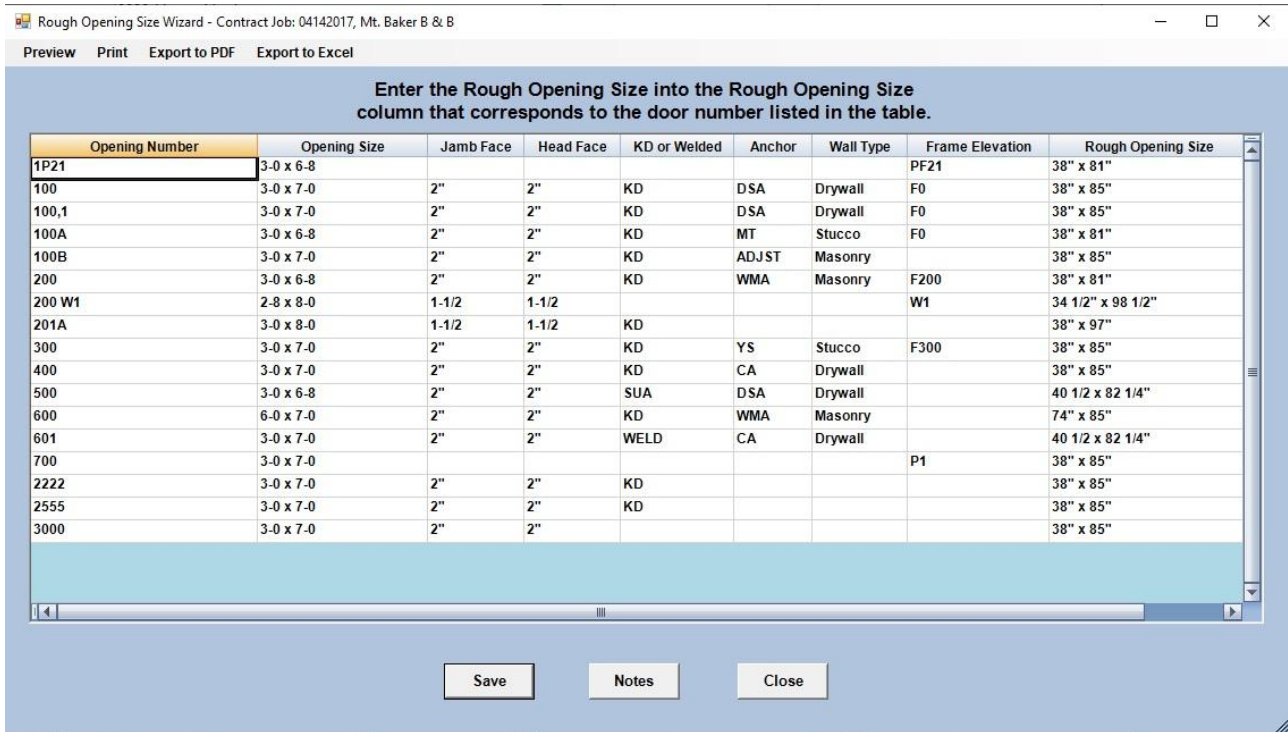 Rough Opening Size Wizard - Contract Job: 04142017, Mt. Baker B & B
Preview Print Export to PDF Export to Excel
Enter the Rough Opening Size into the Rough Opening Size
column that corresponds to the door number listed in the table.
Opening Number Opening Size Jamb Face Head Face KD or Welded Anchor Wall Type Frame Elevation Rough Opening Size
1P21 3-0 x 6-8 PF21 38" x 81"
100 3-0 x 7-0 2" 2" KD DSA Drywall F0 38" x 85"
100,1 3-0 x 7-0 2" 2" KD DSA Drywall F0 38" x 85"
100A 3-0 x 6-8 2" 2" KD MT Stucco F0 38" x 81"
100B 3-0 x 7-0 2" 2" KD ADJST Masonry 38" x 85"
200 3-0 x 6-8 2" 2" KD WMA Masonry F200 38" x 81"
200 W1 2-8 x 8-0 1-1/2 1-1/2 W1 34 1/2" x 98 1/2"
201A 3-0 x 8-0 1-1/2 1-1/2 KD 38" x 97"
300 3-0 x 7-0 2" 2" KD YS Stucco F300 38" x 85"
400 3-0 x 7-0 2" 2" KD CA Drywall 38" x 85"
500 3-0 x 6-8 2" 2" SUA DSA Drywall 40 1/2 x 82 1/4"
600 6-0 x 7-0 2" 2" KD WMA Masonry 74" x 85"
601 3-0 x 7-0 2" 2" WELD CA Drywall 40 1/2 x 82 1/4"
700 3-0 x 7-0 P1 38" x 85"
2222 3-0 x 7-0 2" 2" KD 38" x 85"
2555 3-0 x 7-0 2" 2" KD 38" x 85"
3000 3-0 x 7-0 2" 2" 38" x 85"
Save Notes Close